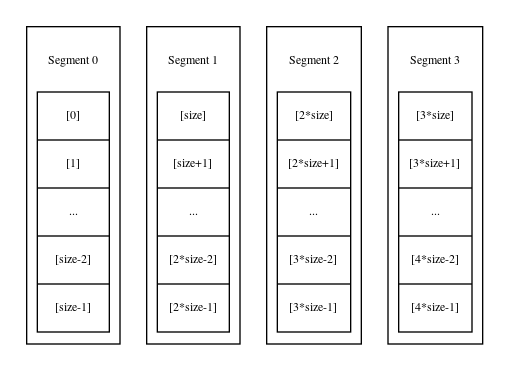 Segment 0
[0]
[1]
...
[size-2]
[size-1]
Segment 1
[size]
[size+1]
...
[2*size-2]
[2*size-1]
Segment 2
[2*size]
[2*size+1]
...
[3*size-2]
[3*size-1]
Segment 3
[3*size]
[3*size+1]
...
[4*size-2]
[4*size-1]